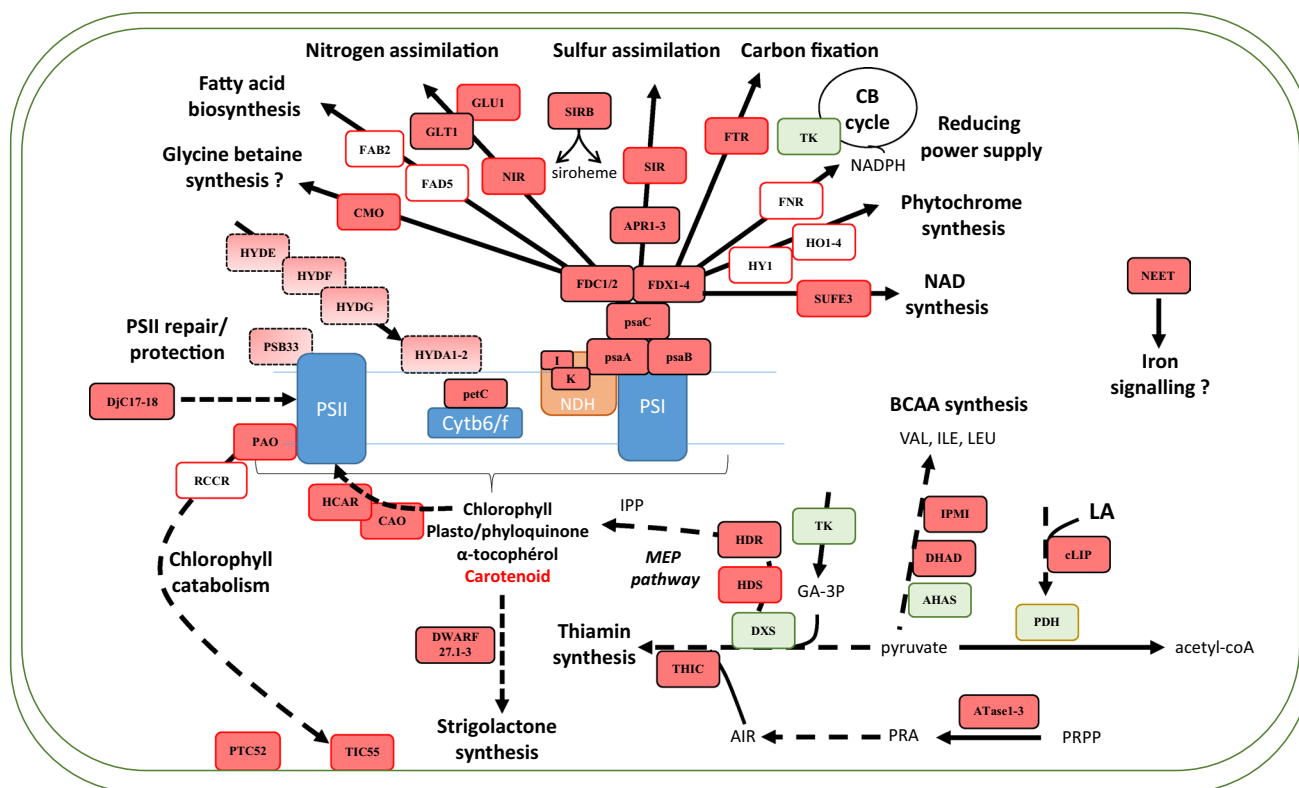 Nitrogen assimilation
Sulfur assimilation
Carbon fixation
Fatty acid
biosynthesis
GLU1
SIRB
CB
cycle
GLT1
FTR
TK
Reducing
power supply
FAB2
Glycine betaine
synthesis ?
NIR
siroheme
SIR
NADPH
FAD5
FNR
CMO
APR1-3
Phytochrome
synthesis
HO1-4
HYDE
HY1
HYDF
FDC1/2
FDX1-4
NEET
NAD
synthesis
HYDG
SUFE3
psaC
PSII repair/
protection
PSB33
HYDA1-2
I
psaA
psaB
K
Iron
signalling ?
DjC17-18
PSII
petC
NDH
PSI
Cytb6/f
BCAA synthesis
PAO
VAL, ILE, LEU
RCCR
HCAR
CAO
Chlorophyll
Plasto/phyloquinone
α-tocophérol
Carotenoid
IPP
TK
IPMI
LA
HDR
MEP
pathway
DHAD
cLIP
Chlorophyll
catabolism
HDS
GA-3P
AHAS
DXS
PDH
DWARF
27.1-3
Thiamin
synthesis
pyruvate
acetyl-coA
THIC
ATase1-3
Strigolactone
synthesis
AIR
PRA
PRPP
PTC52
TIC55